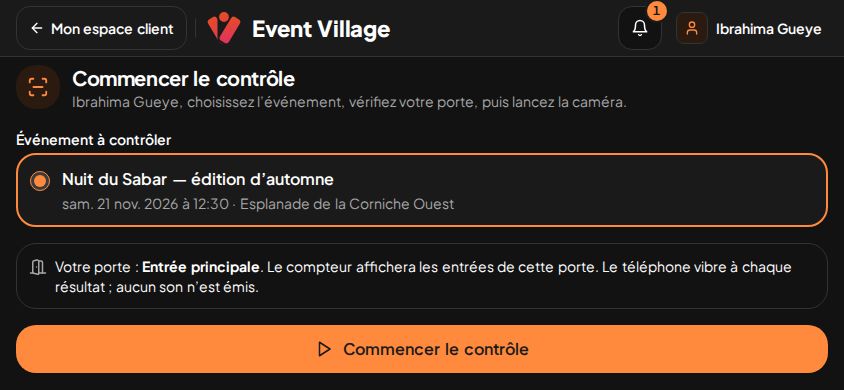 Mon espace client
Event Village
1
Ibrahima Gueye
Commencer le contrôle
Ibrahima Gueye, choisissez l’événement, vérifiez votre porte, puis lancez la caméra.
Événement à contrôler
Nuit du Sabar — édition d’automne
sam. 21 nov. 2026 à 12:30 · Esplanade de la Corniche Ouest
Votre porte : Entrée principale. Le compteur affichera les entrées de cette porte. Le téléphone vibre à chaque
résultat ; aucun son n’est émis.
Commencer le contrôle